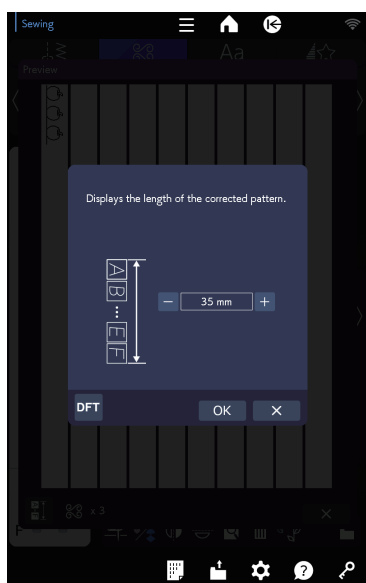 Sewing
Aa
Preview
Displays the length of the corrected pattern.
A
B
E
F
− 35 mm +
DFT OK ×
x 3 ×
?